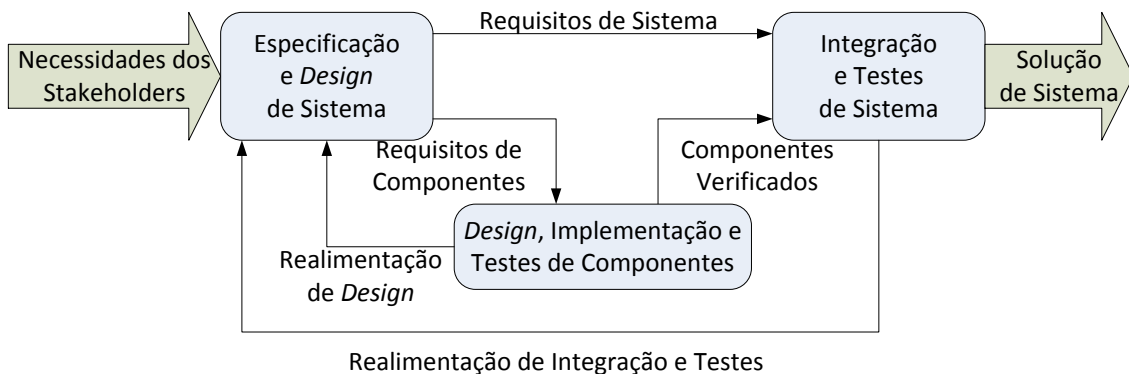 Requisitos de Sistema
Necessidades dos
Stakeholders
Especificação
e Design
de Sistema
Integração
e Testes
de Sistema
Solução
de Sistema
Requisitos de
Componentes
Componentes
Verificados
Design, Implementação e
Testes de Componentes
Realimentação
de Design
Realimentação de Integração e Testes